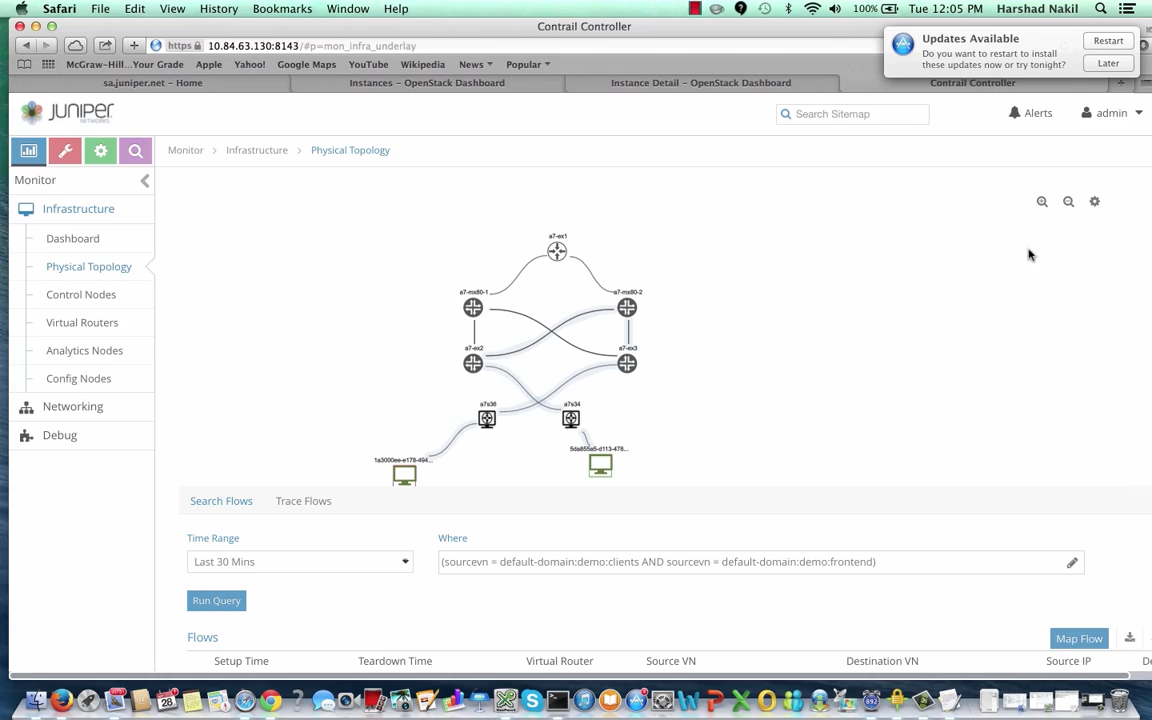 Safari File Edit View History Bookmarks Window Help 100% Tue 12:05 PM Harshad Nakil
Contrail Controller
https 10.84.63.130:8143/#p=mon_infra_underlay
McGraw-Hill...Your Grade Apple Yahoo! Google Maps YouTube Wikipedia News Popular
Updates Available
Do you want to restart to install
these updates now or try tonight?
Restart
Later
sa.juniper.net - Home Instances - OpenStack Dashboard Instance Detail - OpenStack Dashboard Contrail Controller
JUNIPER
NETWORKS
Search Sitemap
Alerts
admin
Monitor Infrastructure Physical Topology
Monitor
Infrastructure
Dashboard
Physical Topology
Control Nodes
Virtual Routers
Analytics Nodes
Config Nodes
Networking
Debug
a7-ex1
a7-mx80-1
a7-mx80-2
a7-ex2
a7-ex3
a7s36
a7s34
1a3000ee-e178-494...
5da855a5-d113-478...
Search Flows Trace Flows
Time Range Where
Last 30 Mins (sourcevn = default-domain:demo:clients AND sourcevn = default-domain:demo:frontend)
Run Query
Flows Map Flow
Setup Time Teardown Time Virtual Router Source VN Destination VN Source IP